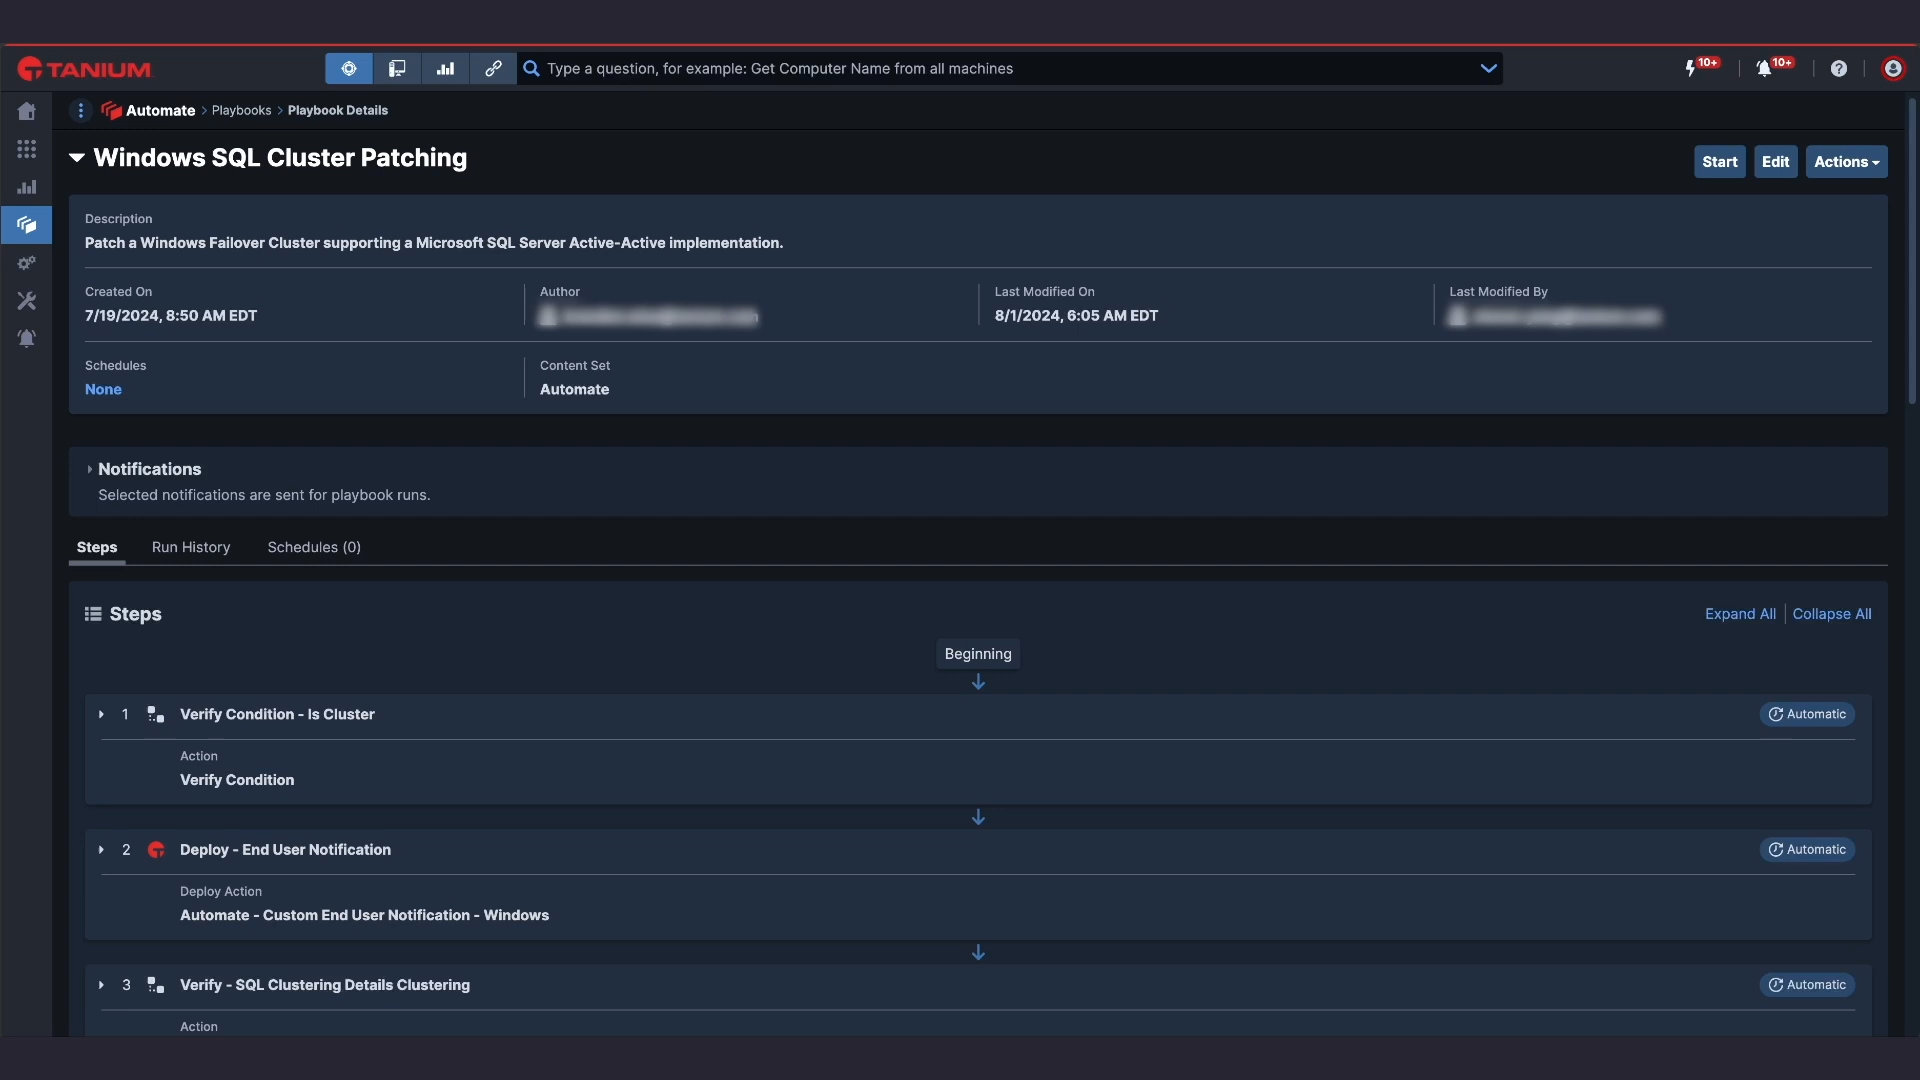 TANIUM
Type a question, for example: Get Computer Name from all machines
10+
10+
Automate > Playbooks > Playbook Details
Windows SQL Cluster Patching
Start
Edit
Actions
Description
Patch a Windows Failover Cluster supporting a Microsoft SQL Server Active-Active implementation.
Created On
7/19/2024, 8:50 AM EDT
Author
Last Modified On
8/1/2024, 6:05 AM EDT
Last Modified By
Schedules
None
Content Set
Automate
Notifications
Selected notifications are sent for playbook runs.
Steps
Run History
Schedules (0)
Steps
Expand All
Collapse All
Beginning
1 Verify Condition - Is Cluster
Automatic
Action
Verify Condition
2 Deploy - End User Notification
Automatic
Deploy Action
Automate - Custom End User Notification - Windows
3 Verify - SQL Clustering Details Clustering
Automatic
Action